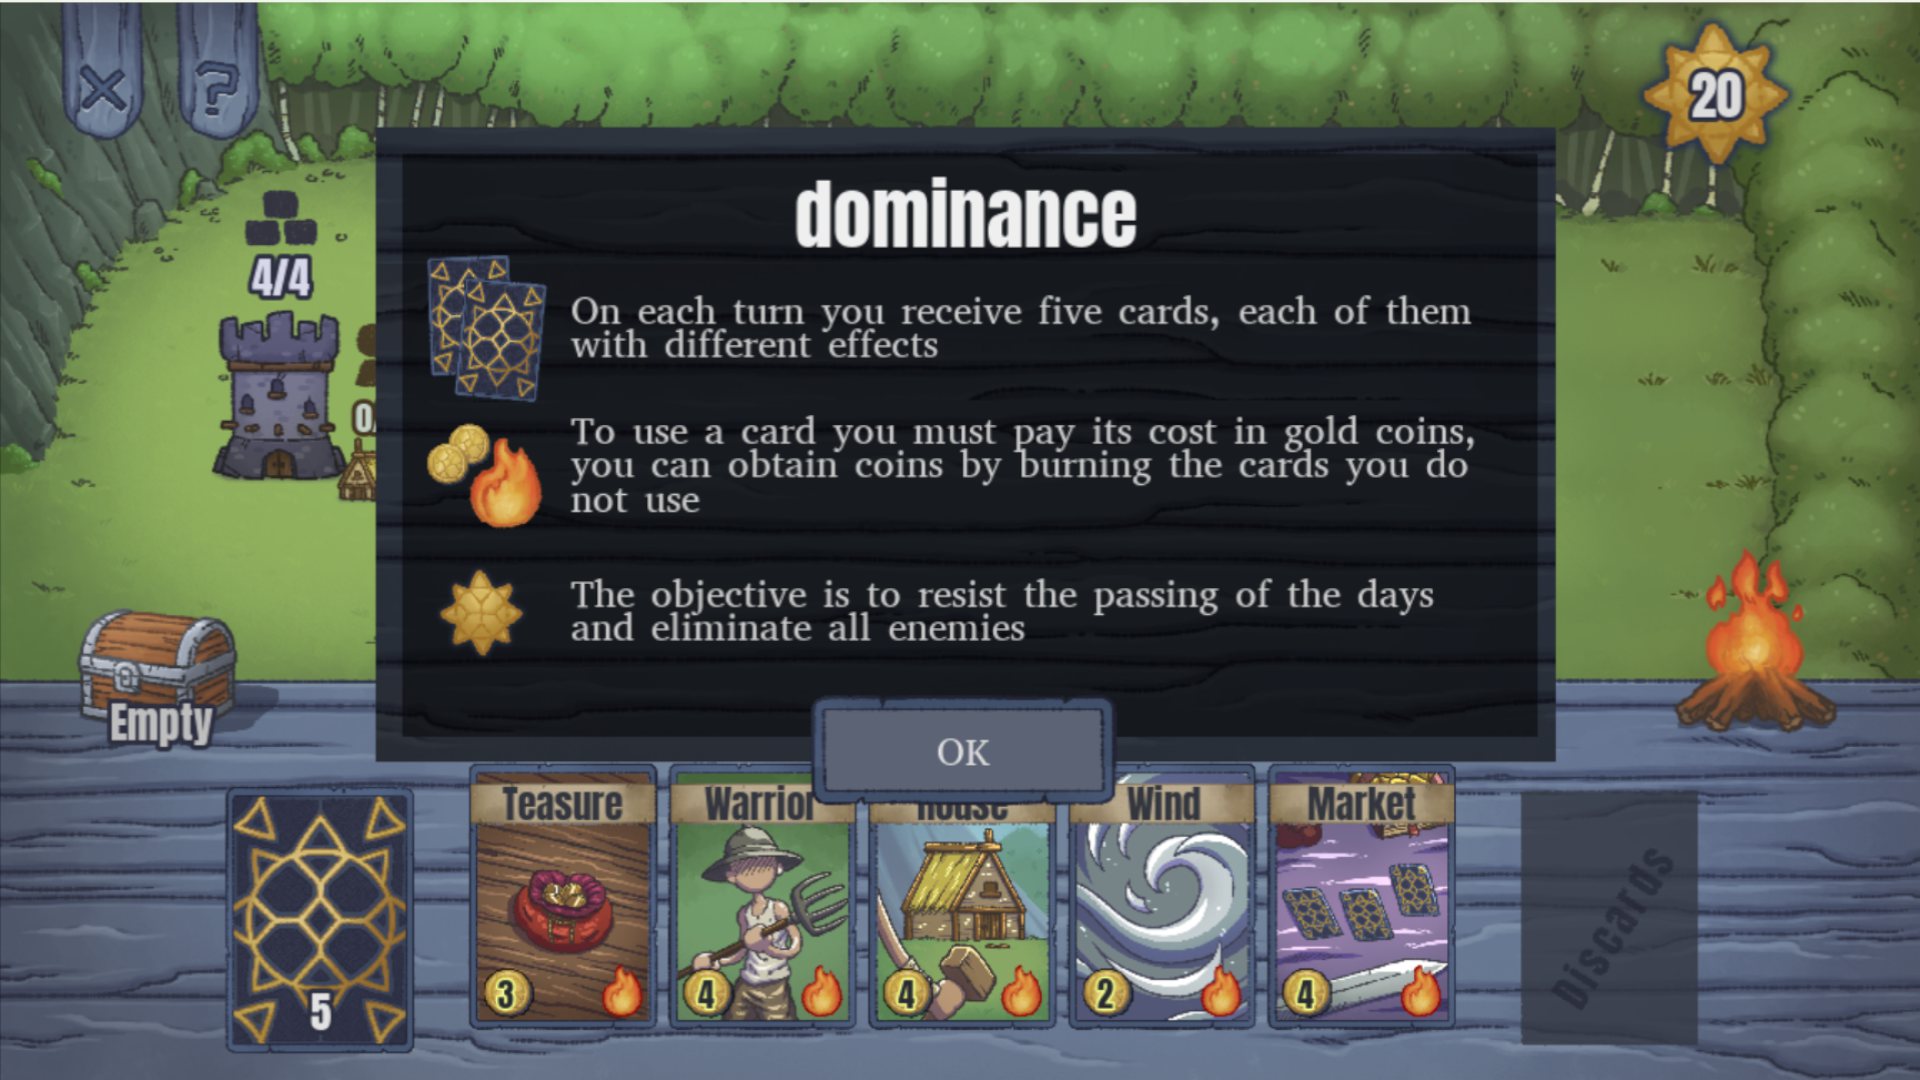 20
4/4
dominance
On each turn you receive five cards, each of them
with different effects
0/
To use a card you must pay its cost in gold coins,
you can obtain coins by burning the cards you do
not use
The objective is to resist the passing of the days
and eliminate all enemies
Empty
OK
Teasure
Warrior
House
Wind
Market
5
3
4
4
2
4
Discards